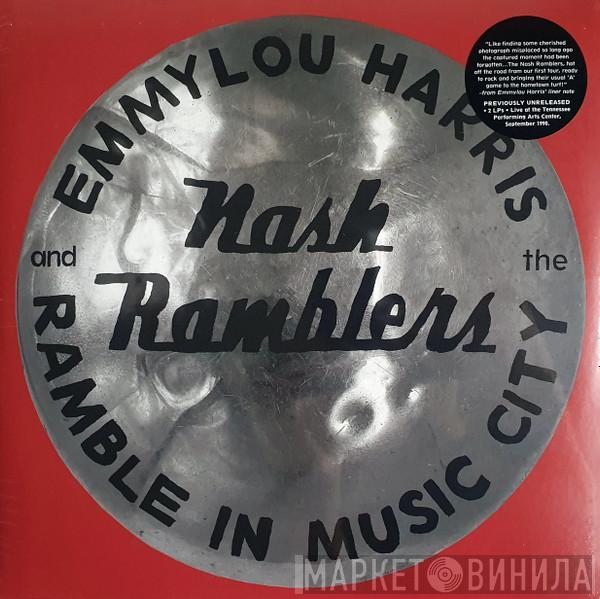 EMMYLOU HARRIS
and
the
Nash
Ramblers
RAMBLE IN MUSIC CITY
"Like finding some cherished
photograph misplaced so long ago
the captured moment had been
forgotten...The Nash Ramblers, hot
off the road from our first tour, ready
to rock and bringing their usual 'A'
game to the hometown turf!"
-from Emmylou Harris' liner note
PREVIOUSLY UNRELEASED
• 2 LPs • Live at the Tennessee
Performing Arts Center,
September 1990.
МАРКЕТ ВИНИЛА